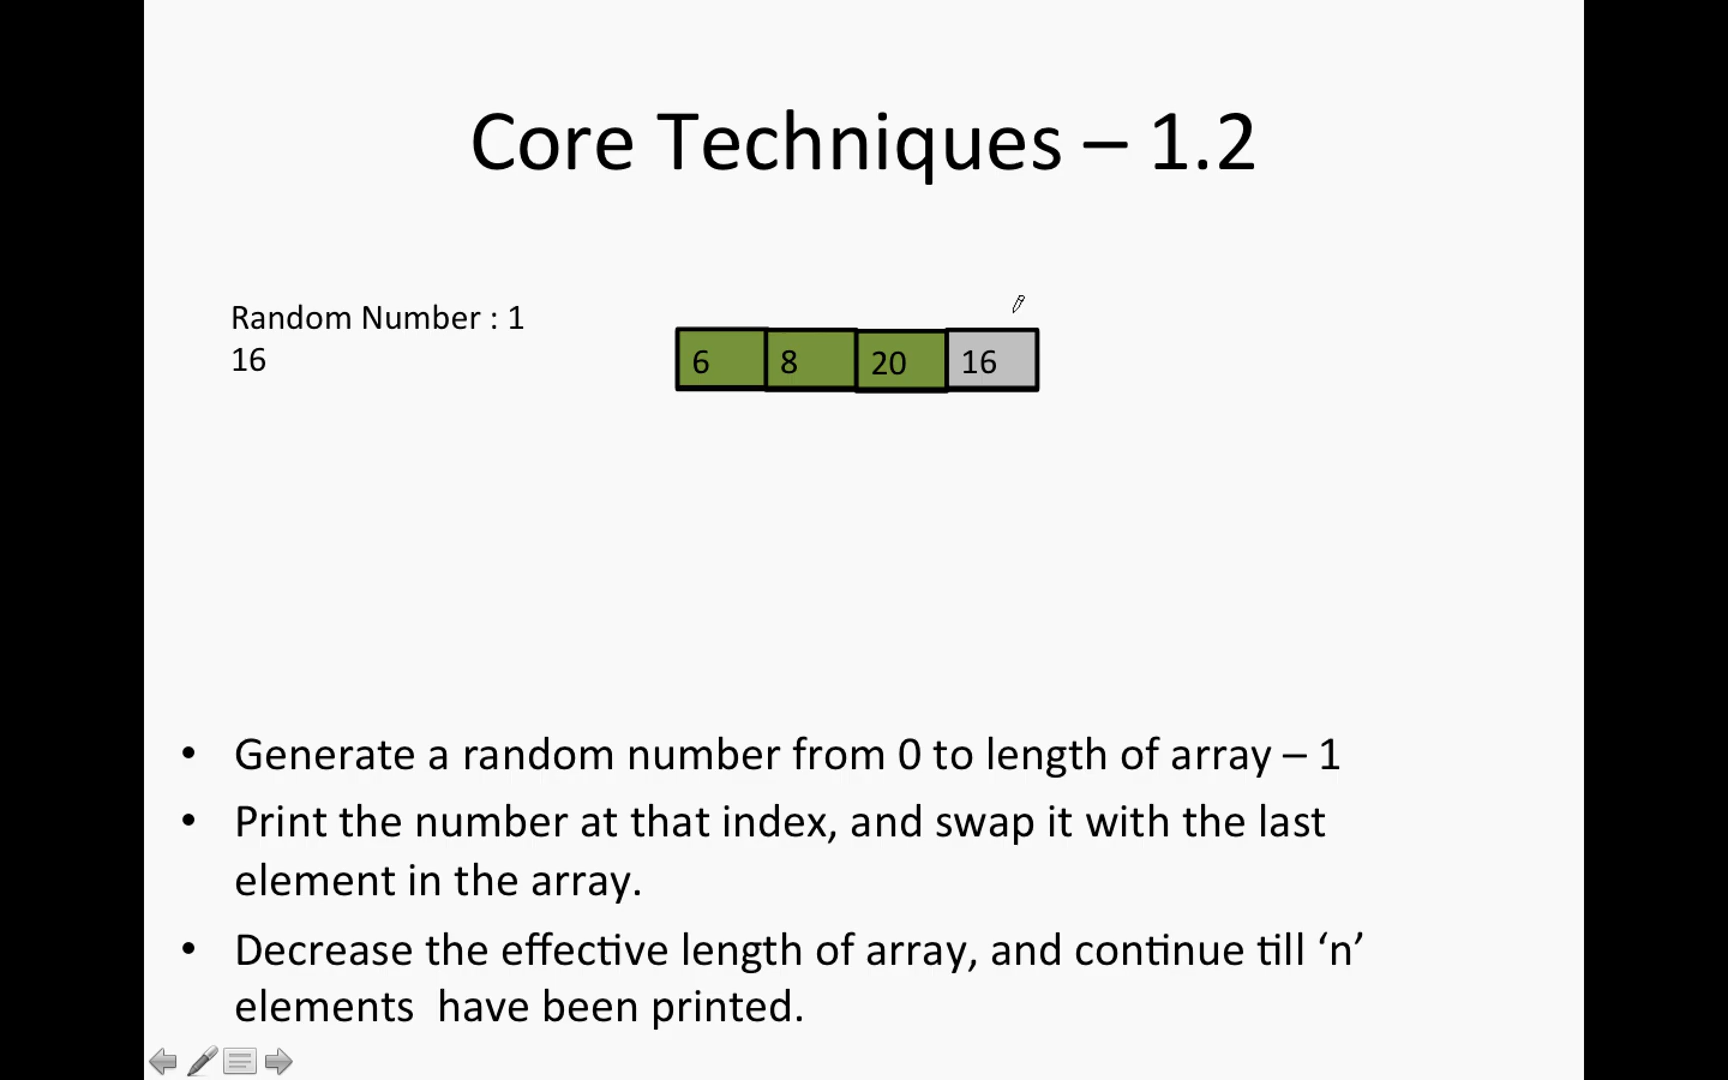 Core Techniques – 1.2
Random Number : 1
16
6 8 20 16
• Generate a random number from 0 to length of array – 1
• Print the number at that index, and swap it with the last
element in the array.
• Decrease the effective length of array, and continue till ‘n’
elements  have been printed.